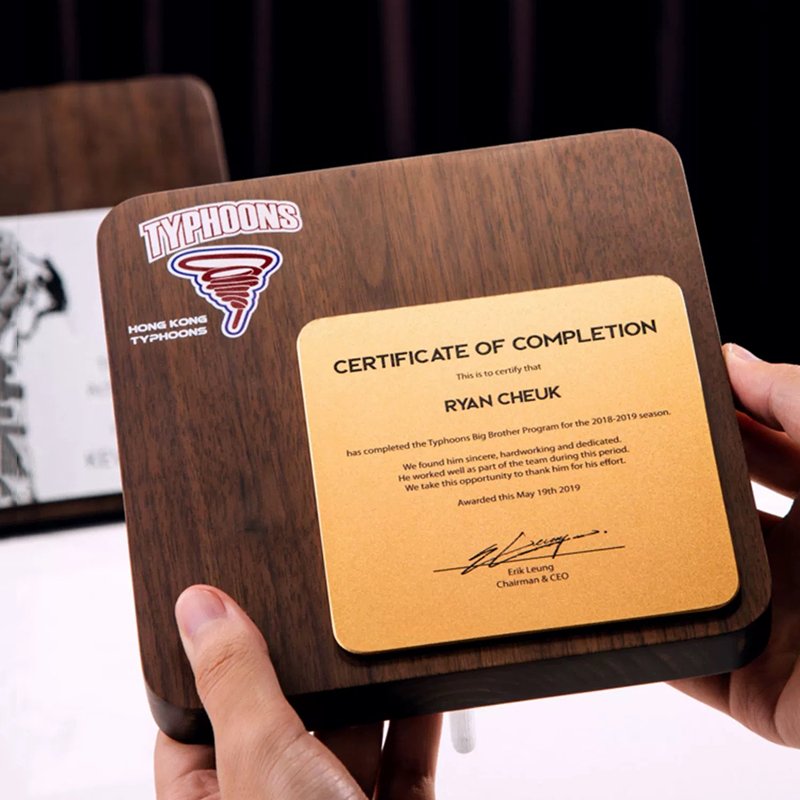 TYPHOONS
HONG KONG
TYPHOONS
CERTIFICATE OF COMPLETION
This is to certify that
RYAN CHEUK
has completed the Typhoons Big Brother Program for the 2018-2019 season.
We found him sincere, hardworking and dedicated.
He worked well as part of the team during this period.
We take this opportunity to thank him for his effort.
Awarded this May 19th 2019
Erik Leung
Chairman & CEO